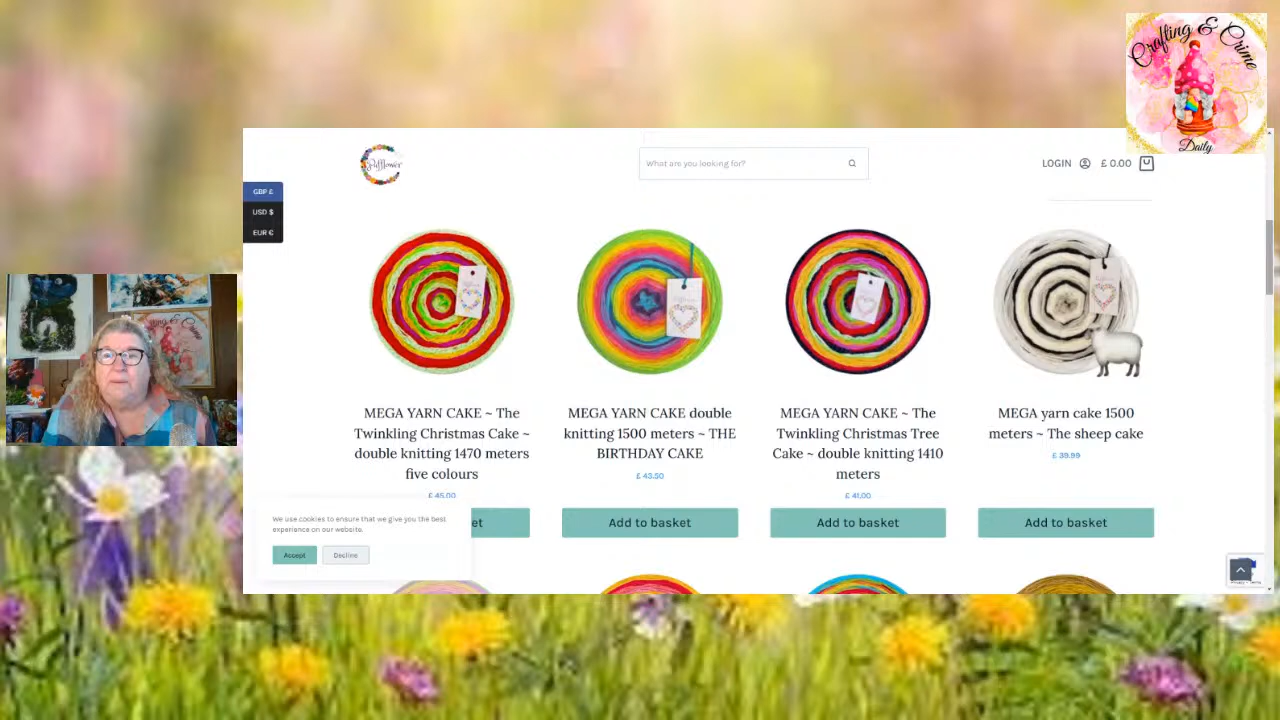 Crafting & Crime
Daily
Pufflower
What are you looking for?
LOGIN
£ 0.00
GBP £
USD $
EUR €
MEGA YARN CAKE ~ The
Twinkling Christmas Cake ~
double knitting 1470 meters
five colours
£ 45.00
et
MEGA YARN CAKE double
knitting 1500 meters ~ THE
BIRTHDAY CAKE
£ 43.50
Add to basket
MEGA YARN CAKE ~ The
Twinkling Christmas Tree
Cake ~ double knitting 1410
meters
£ 41.00
Add to basket
MEGA yarn cake 1500
meters ~ The sheep cake
£ 39.99
Add to basket
We use cookies to ensure that we give you the best
experience on our website.
Accept
Decline